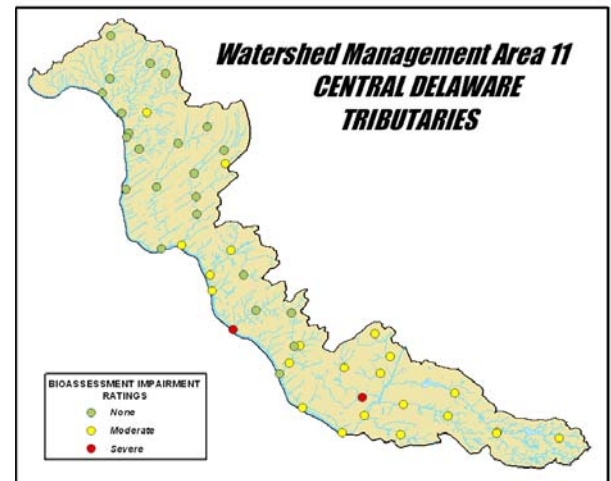 Watershed Management Area 11
CENTRAL DELAWARE
TRIBUTARIES
BIOASSESSMENT IMPAIRMENT
RATINGS
None
Moderate
Severe